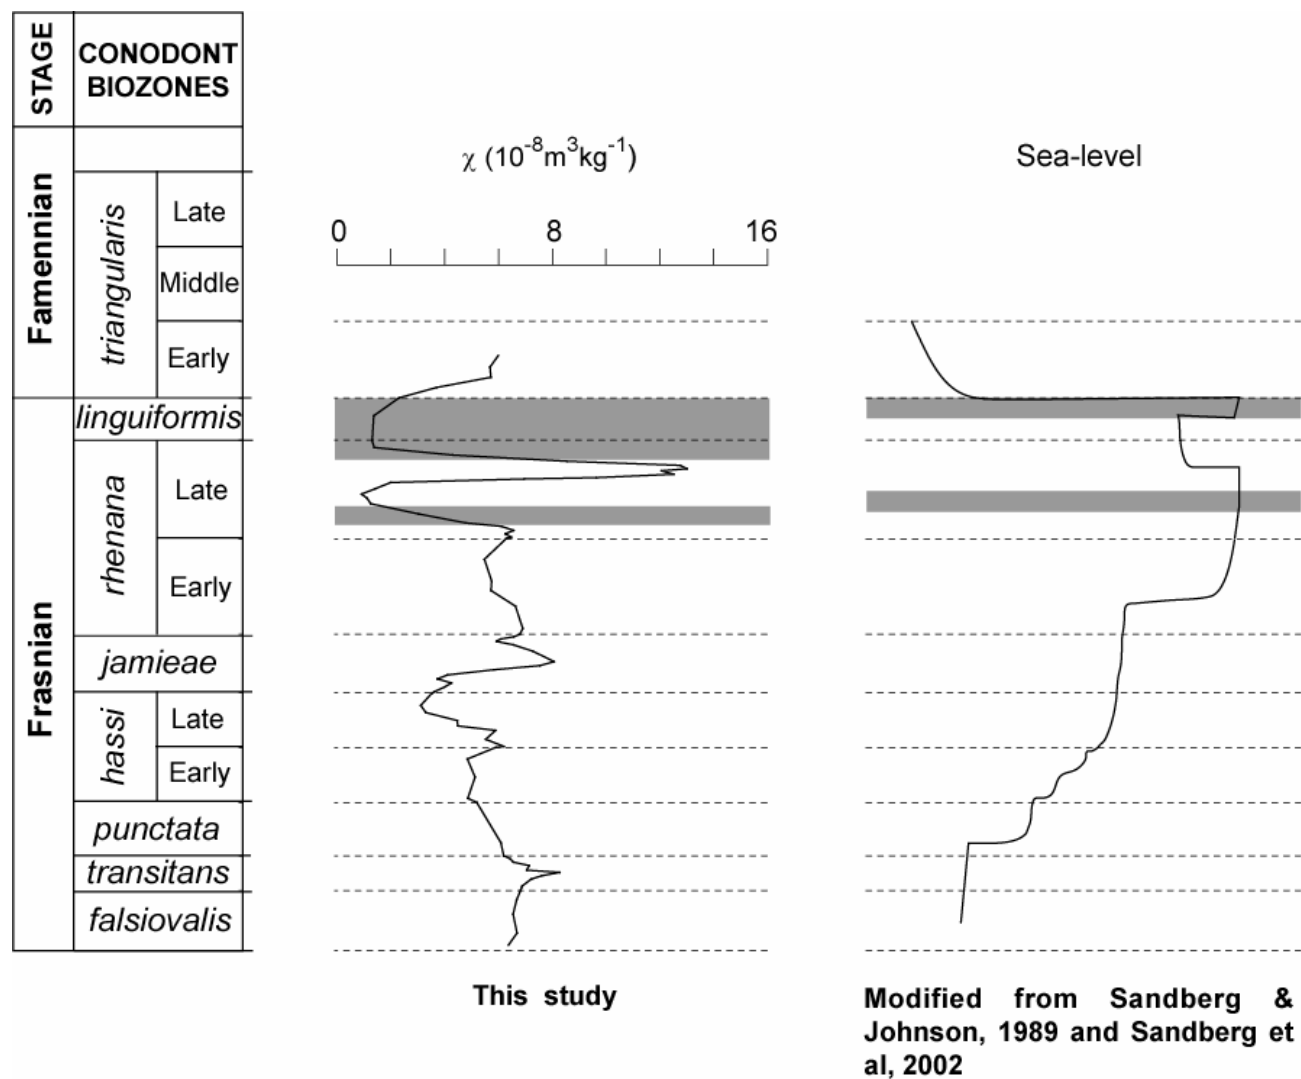 STAGE
CONODONT
BIOZONES
χ (10⁻⁸m³kg⁻¹)
Sea-level
0 8 16
Famennian
triangularis
Late
Middle
Early
Frasnian
linguiformis
rhenana
Late
Early
jamieae
hassi
Late
Early
punctata
transitans
falsiovalis
This study
Modified from Sandberg &
Johnson, 1989 and Sandberg et
al, 2002